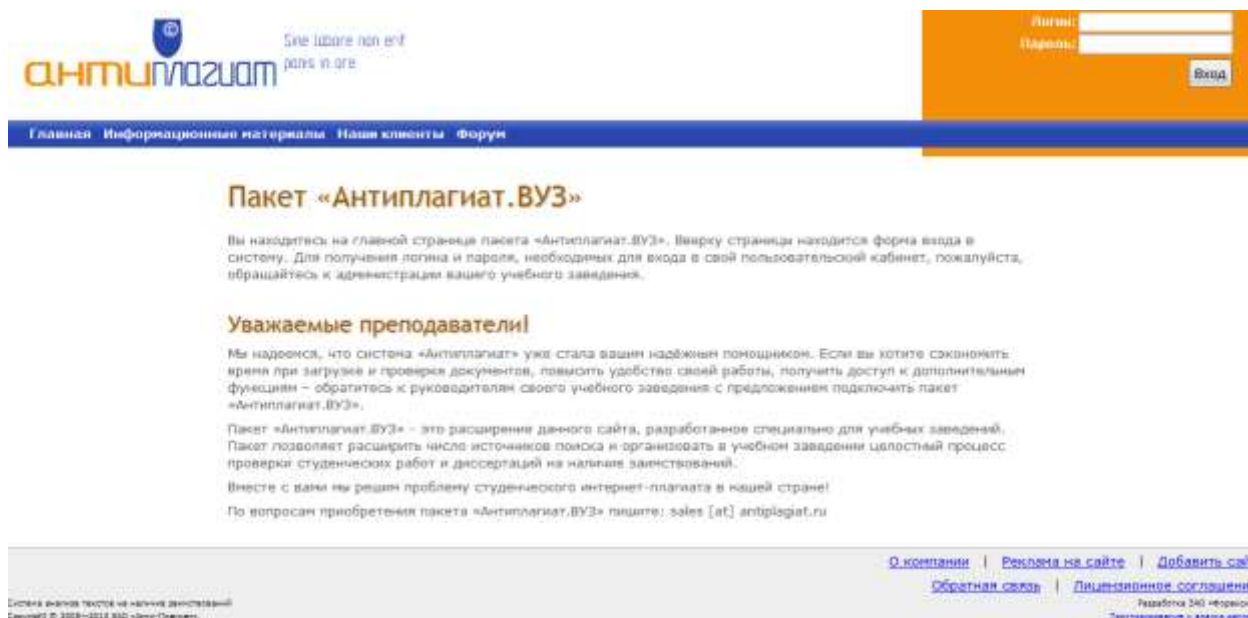 ©
антиплагиат
Sine labore non erit
panis in ore
Логин:
Пароль:
Вход
Главная Информационные материалы Наши клиенты Форум
Пакет «Антиплагиат.ВУЗ»
Вы находитесь на главной странице пакета «Антиплагиат.ВУЗ». Вверху страницы находится форма входа в
систему. Для получения логина и пароля, необходимых для входа в свой пользовательский кабинет, пожалуйста,
обращайтесь к администрации вашего учебного заведения.
Уважаемые преподаватели!
Мы надеемся, что система «Антиплагиат» уже стала вашим надёжным помощником. Если вы хотите сэкономить
время при загрузке и проверке документов, повысить удобство своей работы, получить доступ к дополнительным
функциям – обратитесь к руководителям своего учебного заведения с предложением подключить пакет
«Антиплагиат.ВУЗ».
Пакет «Антиплагиат.ВУЗ» - это расширение данного сайта, разработанное специально для учебных заведений.
Пакет позволяет расширить число источников поиска и организовать в учебном заведении целостный процесс
проверки студенческих работ и диссертаций на наличие заимствований.
Вместе с вами мы решим проблему студенческого интернет-плагиата в нашей стране!
По вопросам приобретения пакета «Антиплагиат.ВУЗ» пишите: sales [at] antiplagiat.ru
О компании | Реклама на сайте | Добавить сай
Обратная связь | Лицензионное соглашени
Система анализа текстов на наличие заимствований
Разработка ЗАО
Copyright ©